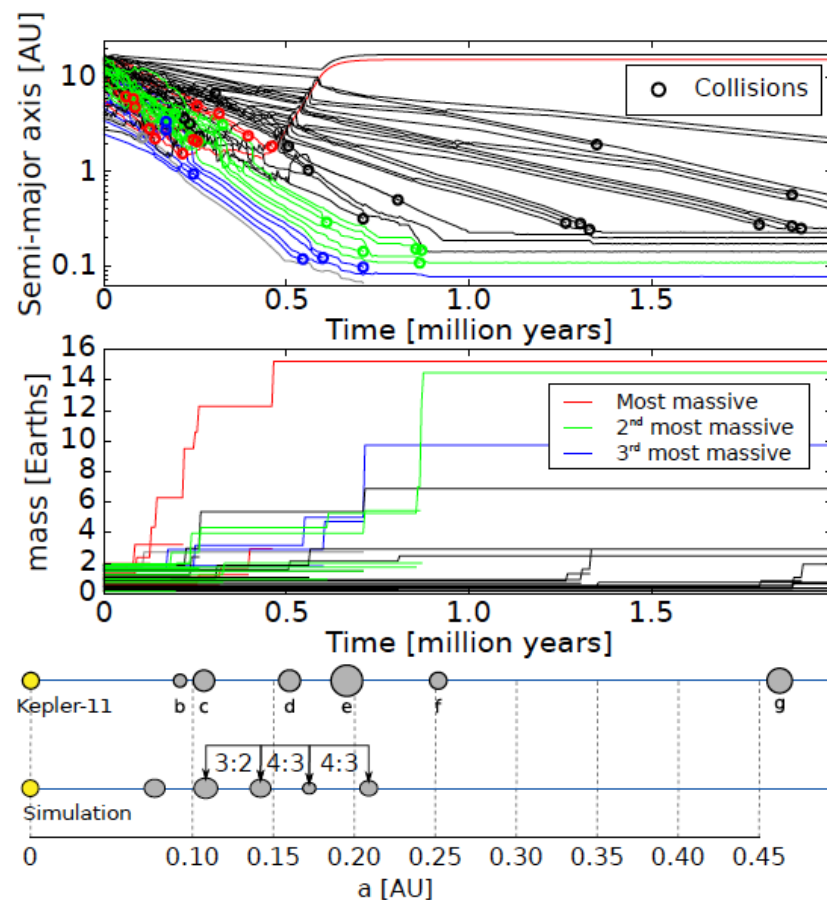 Semi-major axis [AU]
10
1
0.1
Collisions
0 0.5 1.0 1.5
Time [million years]
mass [Earths]
16
14
12
10
8
6
4
2
0
Most massive
2nd most massive
3rd most massive
0 0.5 1.0 1.5
Time [million years]
Kepler-11 b c d e f g
3:2 4:3 4:3
Simulation
0 0.10 0.15 0.20 0.25 0.30 0.35 0.40 0.45
a [AU]